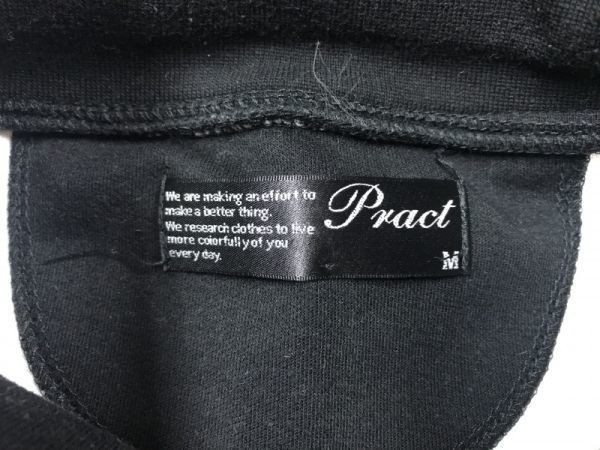 We are making an effort to
make a better thing.
We research clothes to live
more colorfully of you
every day.
Pract
M